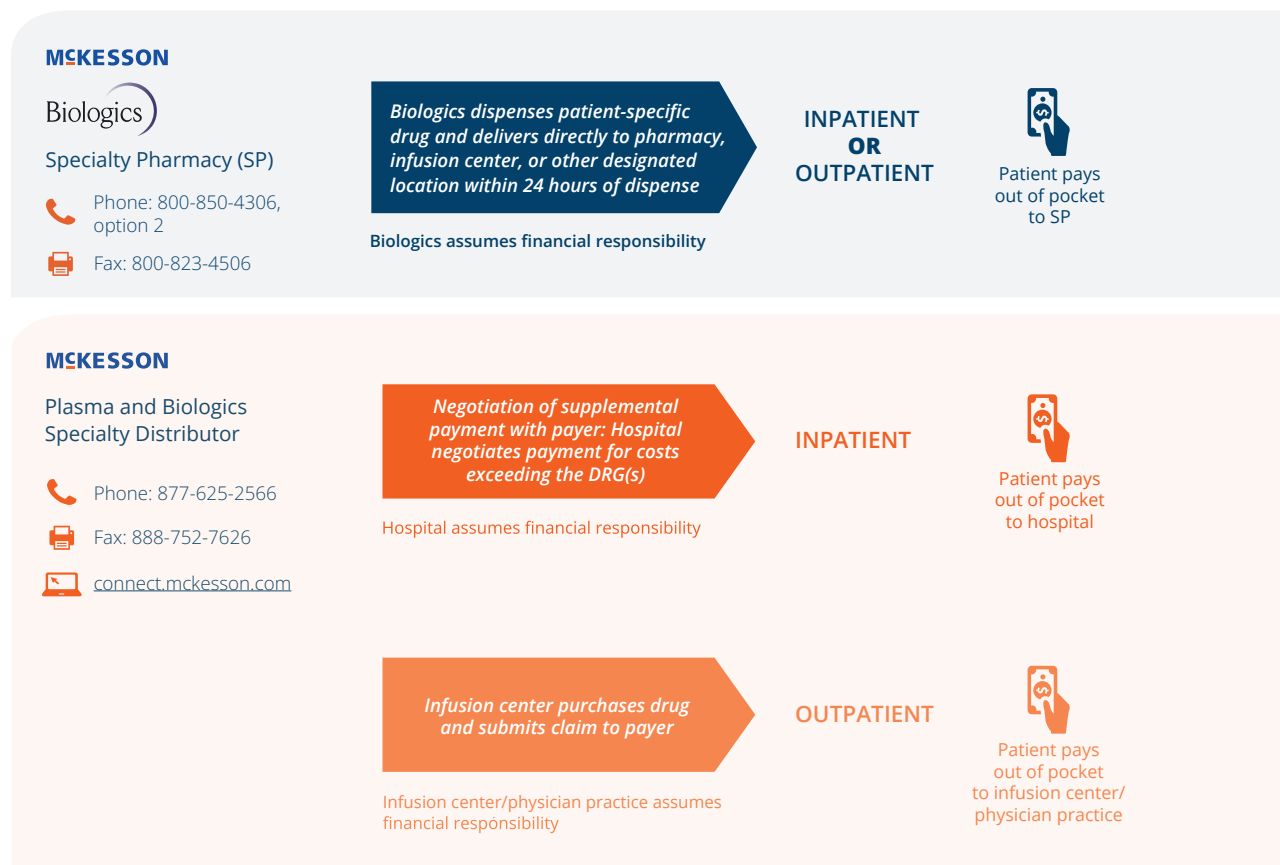 MCKESSON
Biologics
Specialty Pharmacy (SP)
Phone: 800-850-4306,
option 2
Fax: 800-823-4506
Biologics dispenses patient-specific
drug and delivers directly to pharmacy,
infusion center, or other designated
location within 24 hours of dispense
Biologics assumes financial responsibility
INPATIENT
OR
OUTPATIENT
Patient pays
out of pocket
to SP
MCKESSON
Plasma and Biologics
Specialty Distributor
Phone: 877-625-2566
Fax: 888-752-7626
connect.mckesson.com
Negotiation of supplemental
payment with payer: Hospital
negotiates payment for costs
exceeding the DRG(s)
Hospital assumes financial responsibility
INPATIENT
Patient pays
out of pocket
to hospital
Infusion center purchases drug
and submits claim to payer
Infusion center/physician practice assumes
financial responsibility
OUTPATIENT
Patient pays
out of pocket
to infusion center/
physician practice